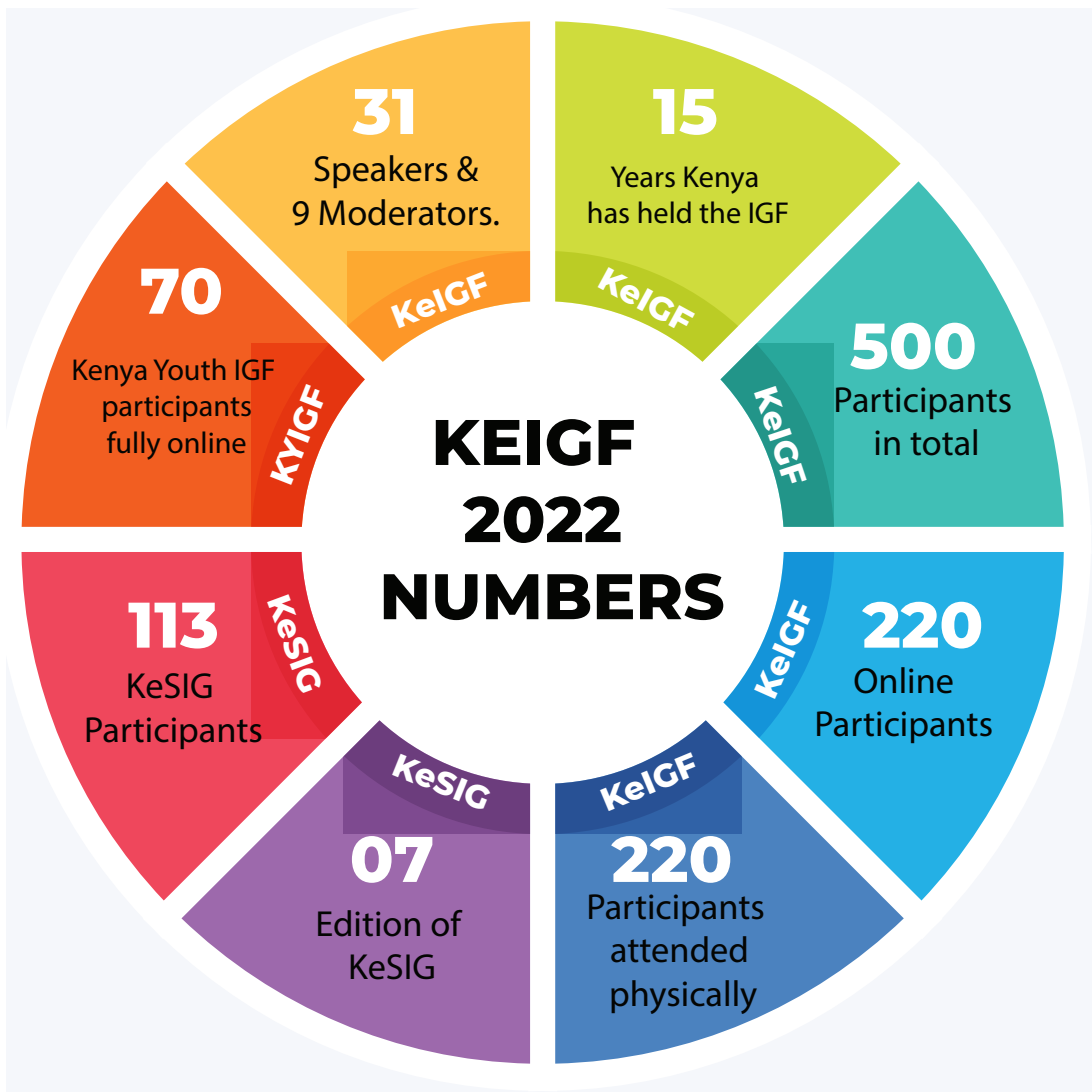 KEIGF
2022
NUMBERS
31
Speakers &
9 Moderators.
KeIGF
15
Years Kenya
has held the IGF
KeIGF
500
Participants
in total
KeIGF
220
Online
Participants
KeIGF
KeIGF
220
Participants
attended
physically
KeSIG
07
Edition of
KeSIG
113
KeSIG
Participants
KeSIG
70
Kenya Youth IGF
participants
fully online
KYIGF